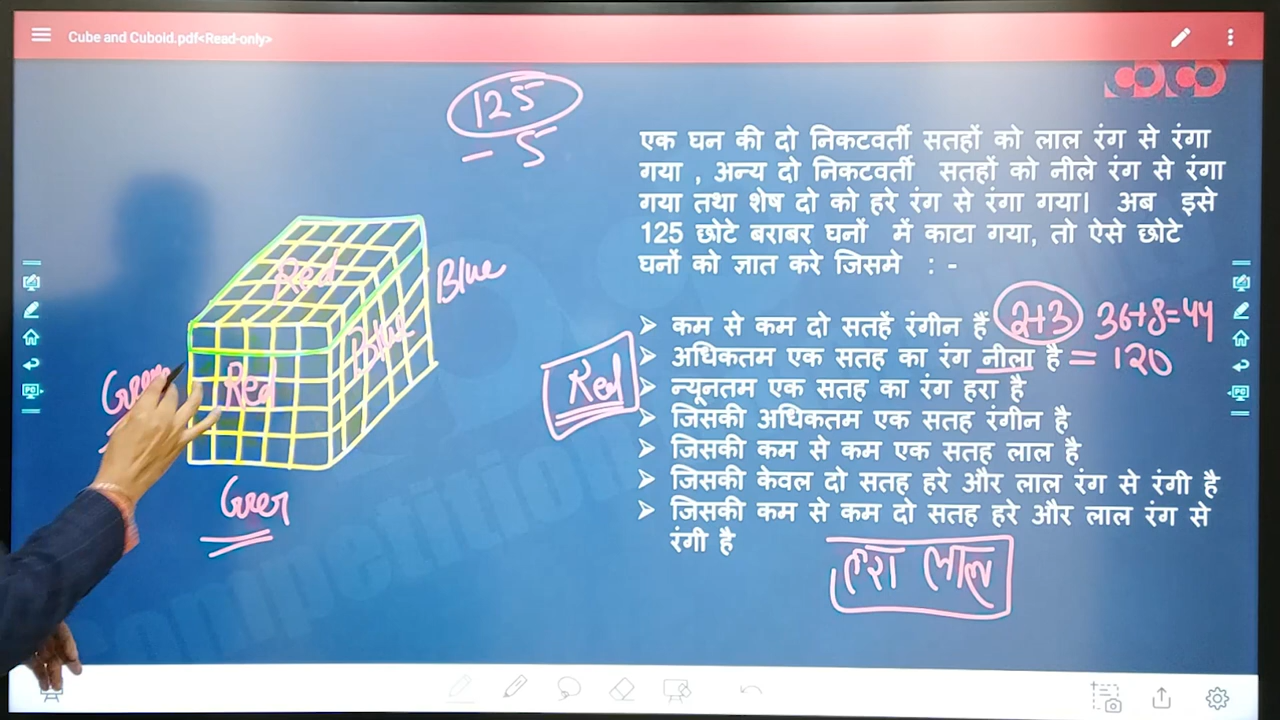 Cube and Cuboid.pdf<Read-only>
125
- 5
एक घन की दो निकटवर्ती सतहों को लाल रंग से रंगा
गया , अन्य दो निकटवर्ती सतहों को नीले रंग से रंगा
गया तथा शेष दो को हरे रंग से रंगा गया। अब इसे
125 छोटे बराबर घनों में काटा गया, तो ऐसे छोटे
घनों को ज्ञात करे जिसमे : -
➤ कम से कम दो सतहें रंगीन हैं 2+3 36+8=44
➤ अधिकतम एक सतह का रंग नीला है = 120
➤ न्यूनतम एक सतह का रंग हरा है
➤ जिसकी अधिकतम एक सतह रंगीन है
➤ जिसकी कम से कम एक सतह लाल है
➤ जिसकी केवल दो सतह हरे और लाल रंग से रंगी है
➤ जिसकी कम से कम दो सतह हरे और लाल रंग से
रंगी है
हरा लाल
Red
Red
Blue
Blue
Red
Green
Geer
competition